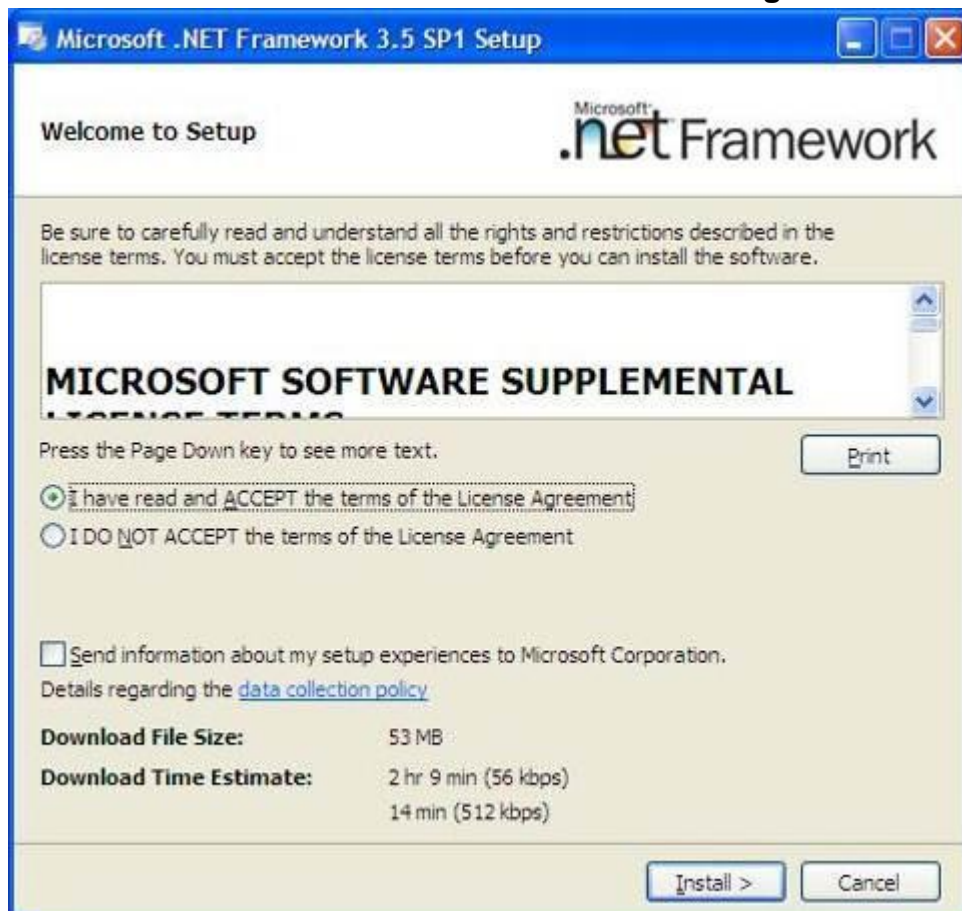 Microsoft .NET Framework 3.5 SP1 Setup
Welcome to Setup
Microsoft
.net Framework
Be sure to carefully read and understand all the rights and restrictions described in the
license terms. You must accept the license terms before you can install the software.
MICROSOFT SOFTWARE SUPPLEMENTAL
LICENSE TERMS
Press the Page Down key to see more text.
Print
I have read and ACCEPT the terms of the License Agreement
I DO NOT ACCEPT the terms of the License Agreement
Send information about my setup experiences to Microsoft Corporation.
Details regarding the data collection policy
Download File Size: 53 MB
Download Time Estimate: 2 hr 9 min (56 kbps)
14 min (512 kbps)
Install >
Cancel